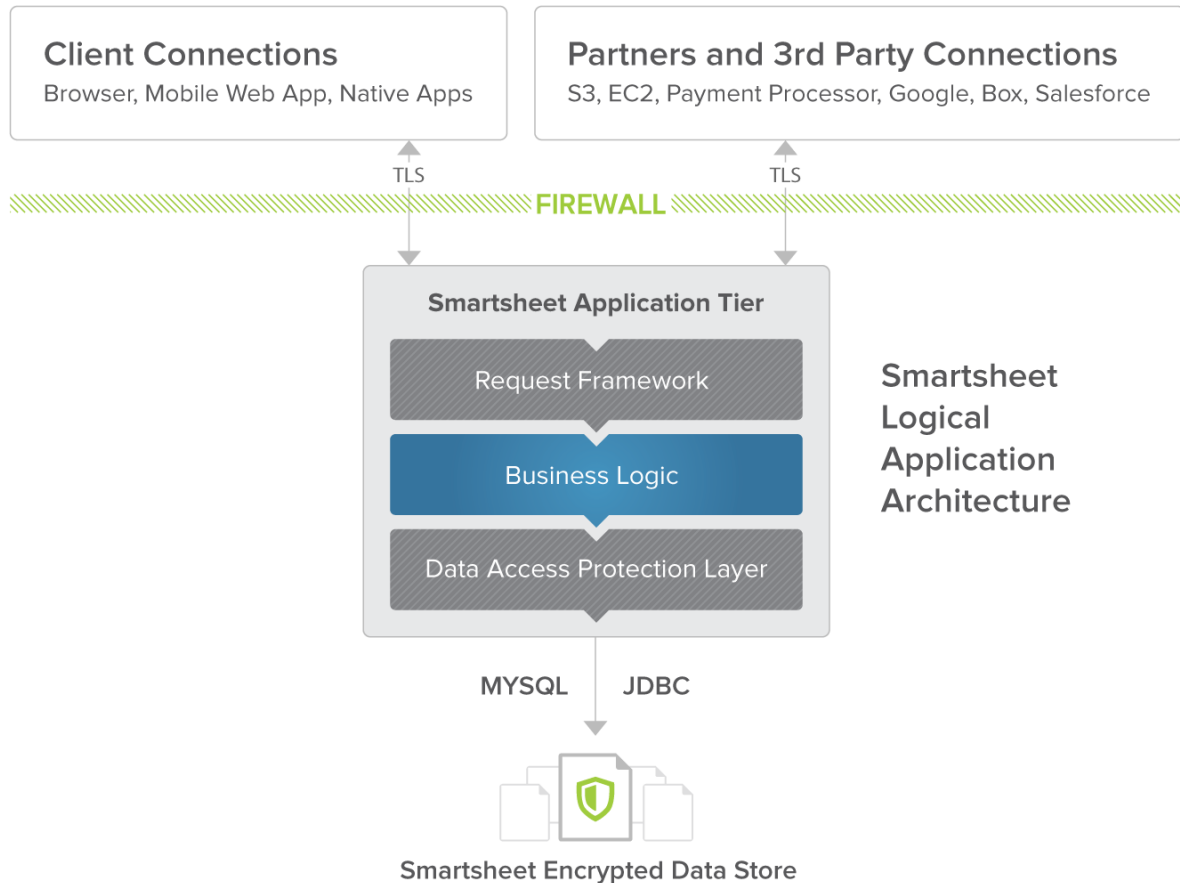 Client Connections
Browser, Mobile Web App, Native Apps
Partners and 3rd Party Connections
S3, EC2, Payment Processor, Google, Box, Salesforce
TLS
TLS
FIREWALL
Smartsheet Application Tier
Request Framework
Business Logic
Data Access Protection Layer
Smartsheet
Logical
Application
Architecture
MYSQL
JDBC
Smartsheet Encrypted Data Store